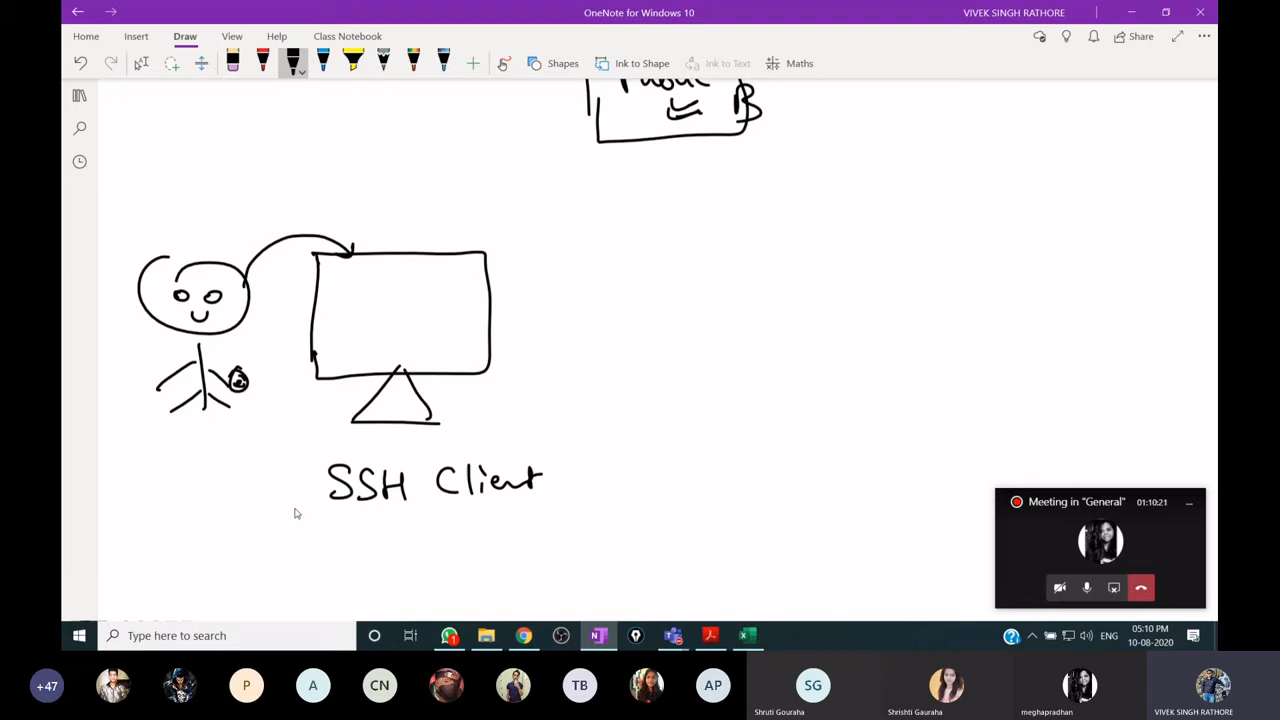 OneNote for Windows 10
VIVEK SINGH RATHORE
Home Insert Draw View Help Class Notebook
Share
Shapes Ink to Shape Ink to Text Maths
B
SSH Client
Meeting in "General" 01:10:21
Type here to search
1
ENG
05:10 PM
10-08-2020
+47 P A CN TB AP SG
Shruti Gouraha Shrishti Gauraha meghapradhan VIVEK SINGH RATHORE